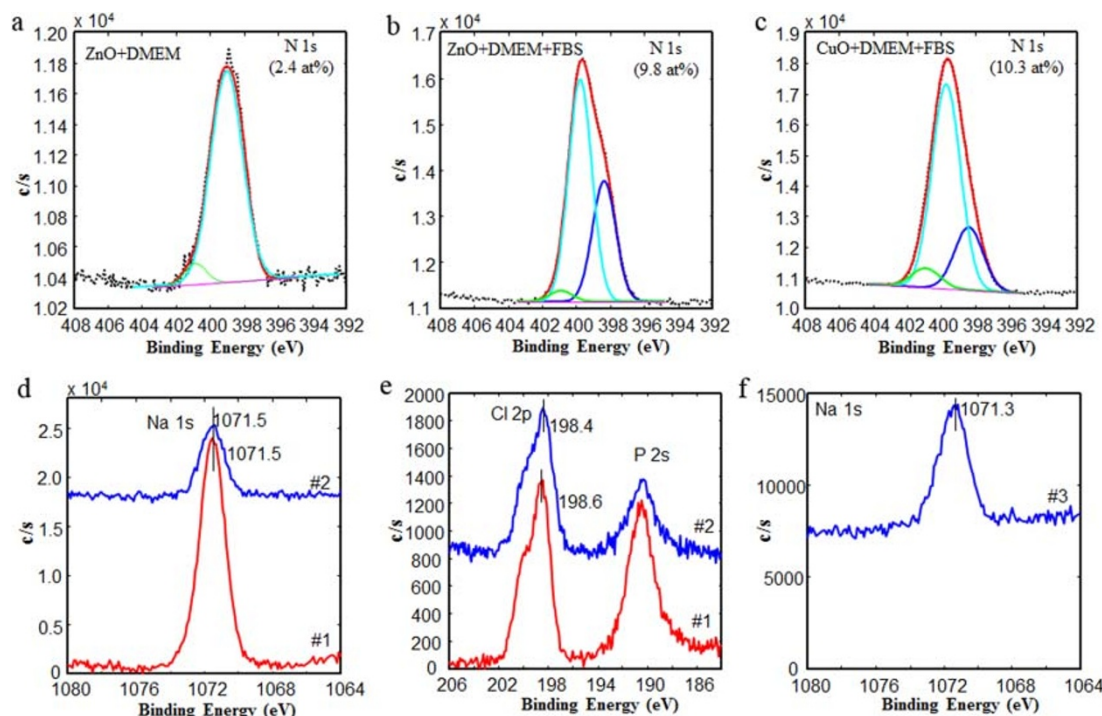 a
x 10⁴
ZnO+DMEM
N 1s
(2.4 at%)
1.20
1.18
1.16
1.14
1.12
1.10
1.08
1.06
1.04
1.02
c/s
408 406 404 402 400 398 396 394 392
Binding Energy (eV)
b
x 10⁴
ZnO+DMEM+FBS
N 1s
(9.8 at%)
1.7
1.6
1.5
1.4
1.3
1.2
1.1
c/s
408 406 404 402 400 398 396 394 392
Binding Energy (eV)
c
x 10⁴
CuO+DMEM+FBS
N 1s
(10.3 at%)
1.9
1.8
1.7
1.6
1.5
1.4
1.3
1.2
1.1
1.0
c/s
408 406 404 402 400 398 396 394 392
Binding Energy (eV)
d
x 10⁴
Na 1s
1071.5
1071.5
#2
#1
2.5
2.0
1.5
1.0
0.5
0
c/s
1080 1076 1072 1068 1064
Binding Energy (eV)
e
Cl 2p
198.4
198.6
P 2s
#2
#1
2000
1800
1600
1400
1200
1000
800
600
400
200
0
c/s
206 202 198 194 190 186
Binding Energy (eV)
f
Na 1s
1071.3
#3
15000
10000
5000
0
c/s
1080 1076 1072 1068 1064
Binding Energy (eV)